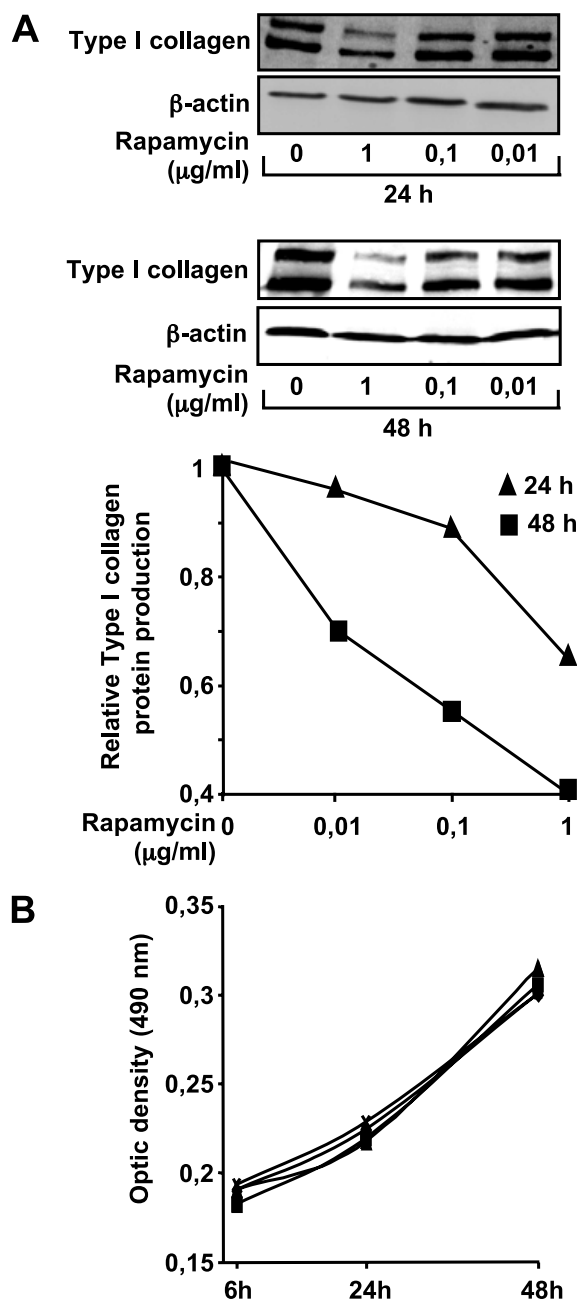 A
Type I collagen
β-actin
Rapamycin
(μg/ml)
0 1 0,1 0,01
24 h
Type I collagen
β-actin
Rapamycin
(μg/ml)
0 1 0,1 0,01
48 h
Relative Type I collagen
protein production
1
0,8
0,6
0,4
24 h
48 h
Rapamycin
(μg/ml)
0 0,01 0,1 1
B
Optic density (490 nm)
0,35
0,3
0,25
0,2
0,15
6h 24h 48h